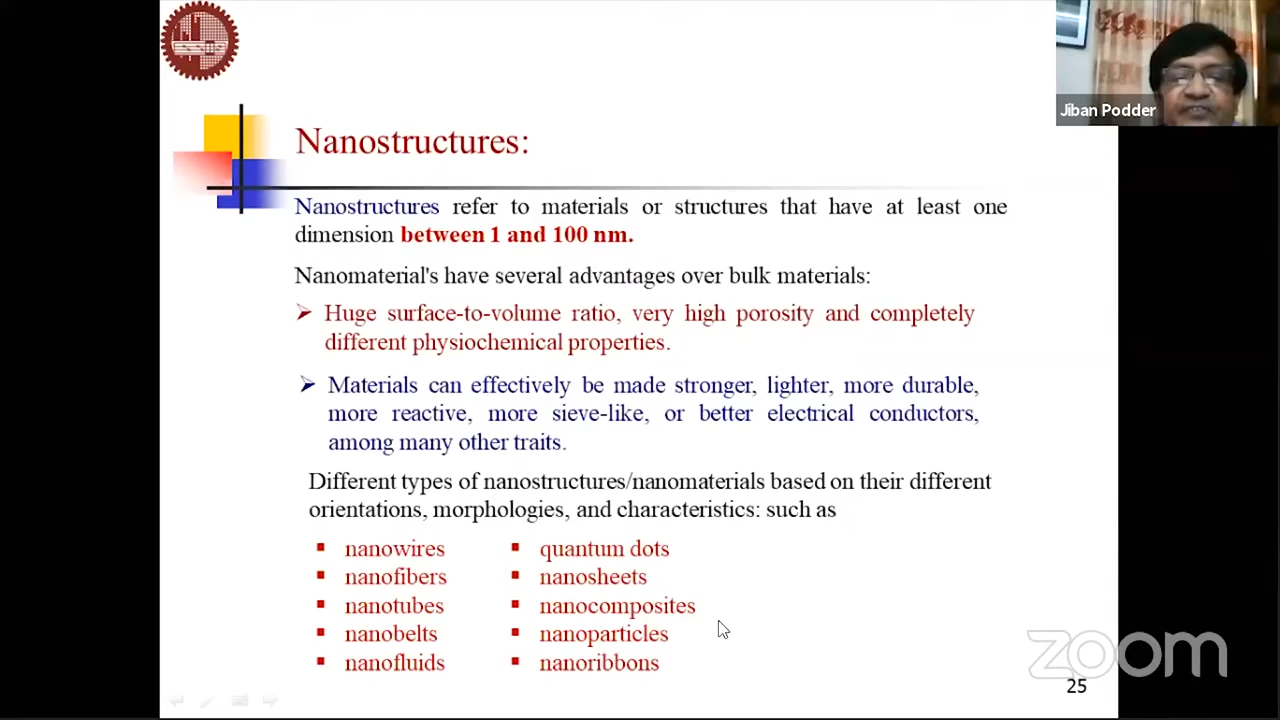 Jiban Podder
Nanostructures:
Nanostructures refer to materials or structures that have at least one
dimension between 1 and 100 nm.
Nanomaterial's have several advantages over bulk materials:
Huge surface-to-volume ratio, very high porosity and completely
different physiochemical properties.
Materials can effectively be made stronger, lighter, more durable,
more reactive, more sieve-like, or better electrical conductors,
among many other traits.
Different types of nanostructures/nanomaterials based on their different
orientations, morphologies, and characteristics: such as
nanowires
nanofibers
nanotubes
nanobelts
nanofluids
quantum dots
nanosheets
nanocomposites
nanoparticles
nanoribbons
zoom
25